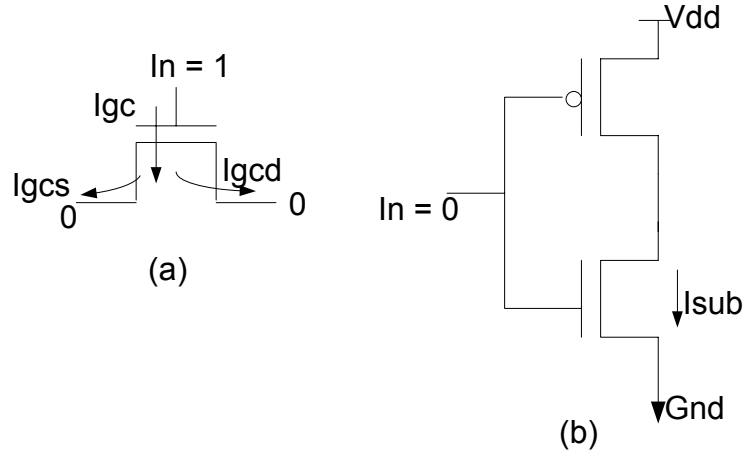 In = 1
Igc
Igcs
Igcd
0
0
(a)
Vdd
In = 0
Isub
Gnd
(b)